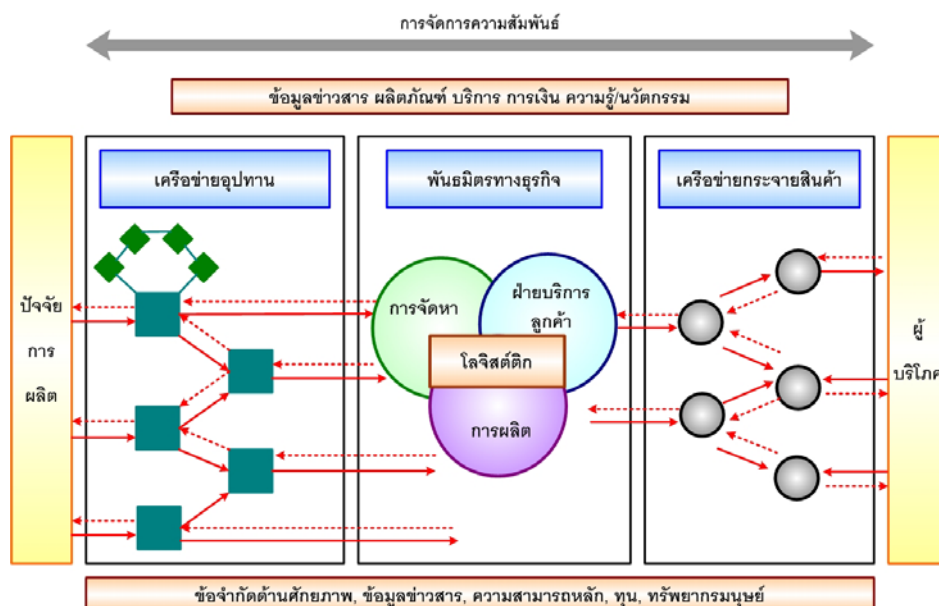 การจัดการความสัมพันธ์
ข้อมูลข่าวสาร ผลิตภัณฑ์ บริการ การเงิน ความรู้/นวัตกรรม
เครือข่ายอุปทาน
พันธมิตรทางธุรกิจ
เครือข่ายกระจายสินค้า
ปัจจัย
การ
ผลิต
การจัดหา
ฝ่ายบริการ
ลูกค้า
โลจิสต์ติก
การผลิต
ผู้
บริโภค
ข้อจำกัดด้านศักยภาพ, ข้อมูลข่าวสาร, ความสามารถหลัก, ทุน, ทรัพยากรมนุษย์